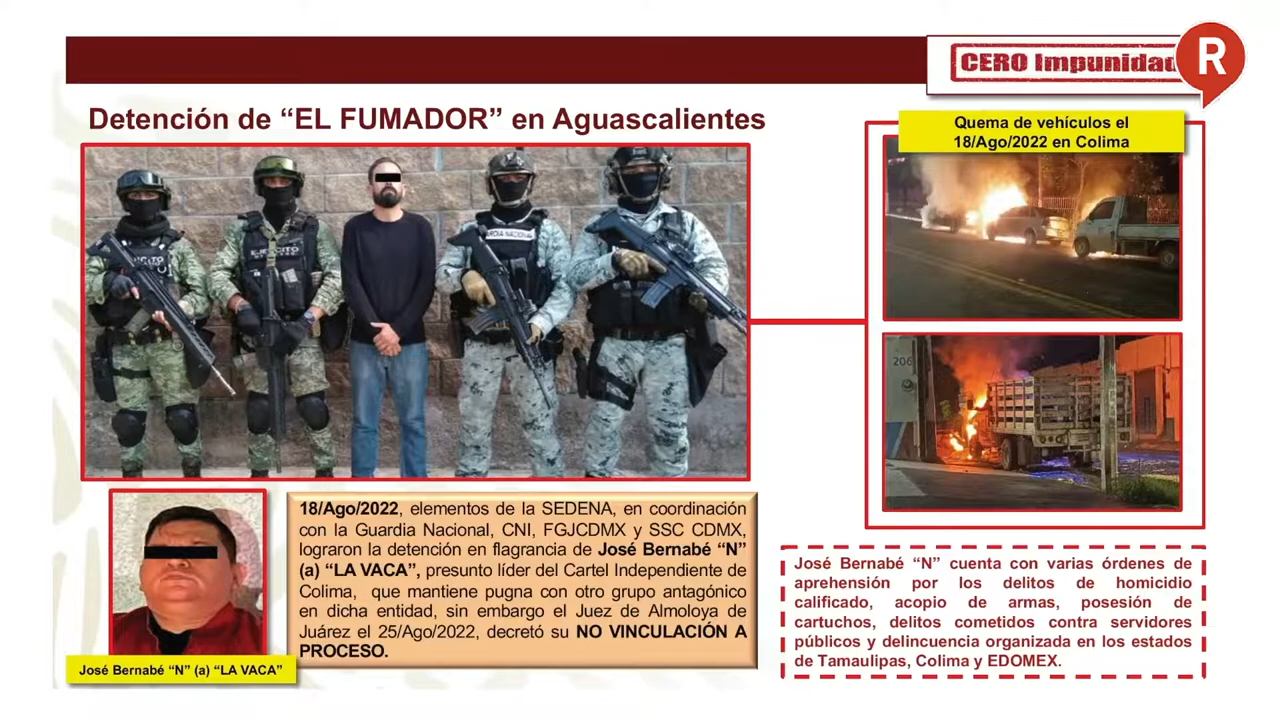 CERO Impunidad
R
Detención de “EL FUMADOR” en Aguascalientes
Quema de vehículos el
18/Ago/2022 en Colima
EJÉRCITO
GUARDIA NACIONAL
206
18/Ago/2022, elementos de la SEDENA, en coordinación
con la Guardia Nacional, CNI, FGJCDMX y SSC CDMX,
lograron la detención en flagrancia de José Bernabé “N”
(a) “LA VACA”, presunto líder del Cartel Independiente de
Colima, que mantiene pugna con otro grupo antagónico
en dicha entidad, sin embargo el Juez de Almoloya de
Juárez el 25/Ago/2022, decretó su NO VINCULACIÓN A
PROCESO.
José Bernabé “N” (a) “LA VACA”
José Bernabé “N” cuenta con varias órdenes de
aprehensión por los delitos de homicidio
calificado, acopio de armas, posesión de
cartuchos, delitos cometidos contra servidores
públicos y delincuencia organizada en los estados
de Tamaulipas, Colima y EDOMEX.